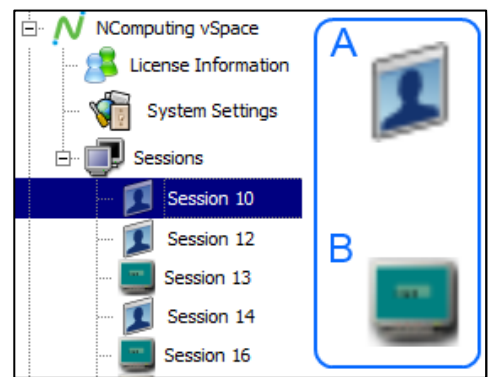 NComputing vSpace
License Information
System Settings
Sessions
Session 10
Session 12
Session 13
Session 14
Session 16
A
B